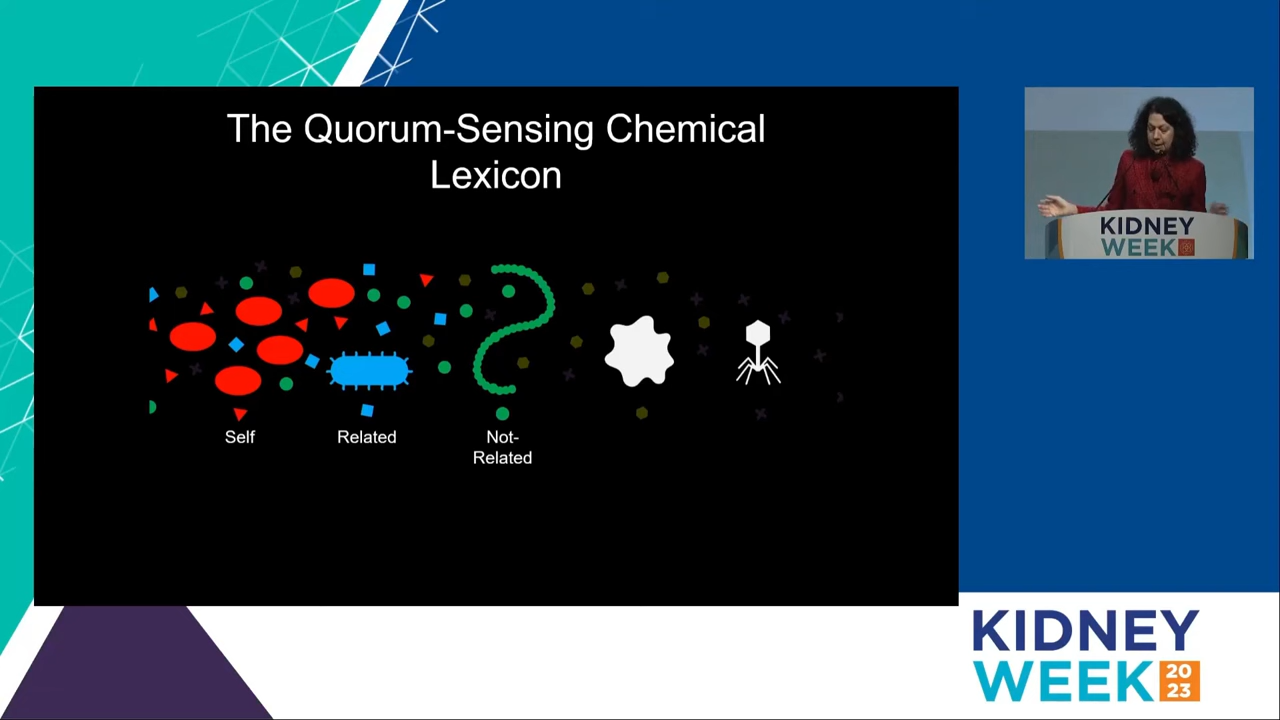 The Quorum-Sensing Chemical
Lexicon
Self
Related
Not-
Related
KIDNEY
WEEK
KIDNEY
WEEK
20
23